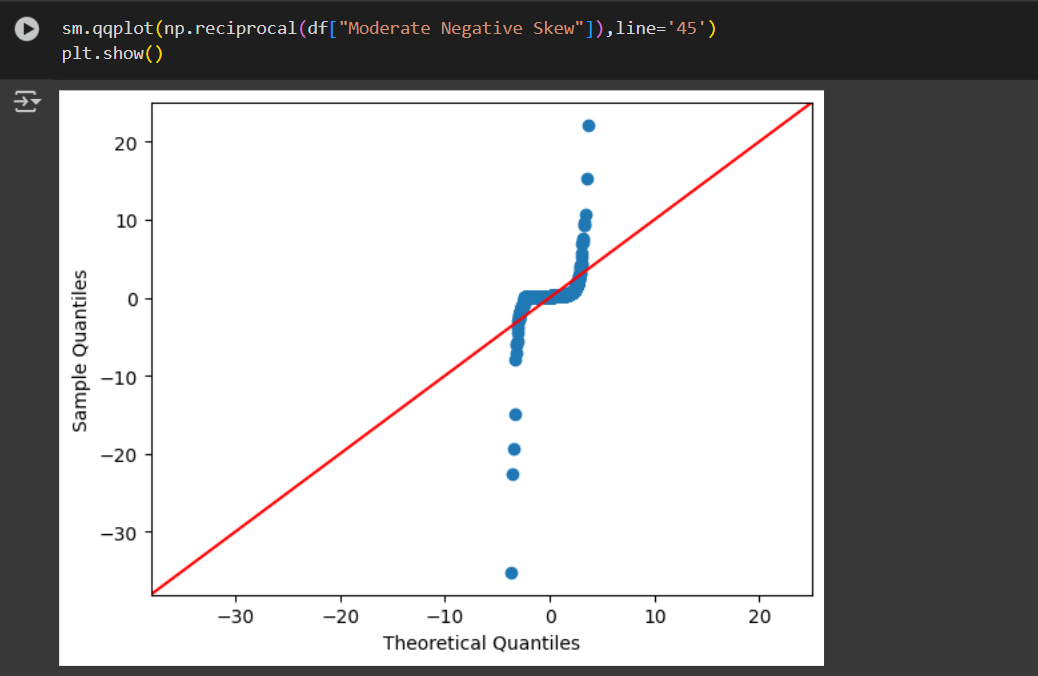 sm.qqplot(np.reciprocal(df["Moderate Negative Skew"]),line='45')
plt.show()
20
10
0
−10
−20
−30
Sample Quantiles
−30 −20 −10 0 10 20
Theoretical Quantiles